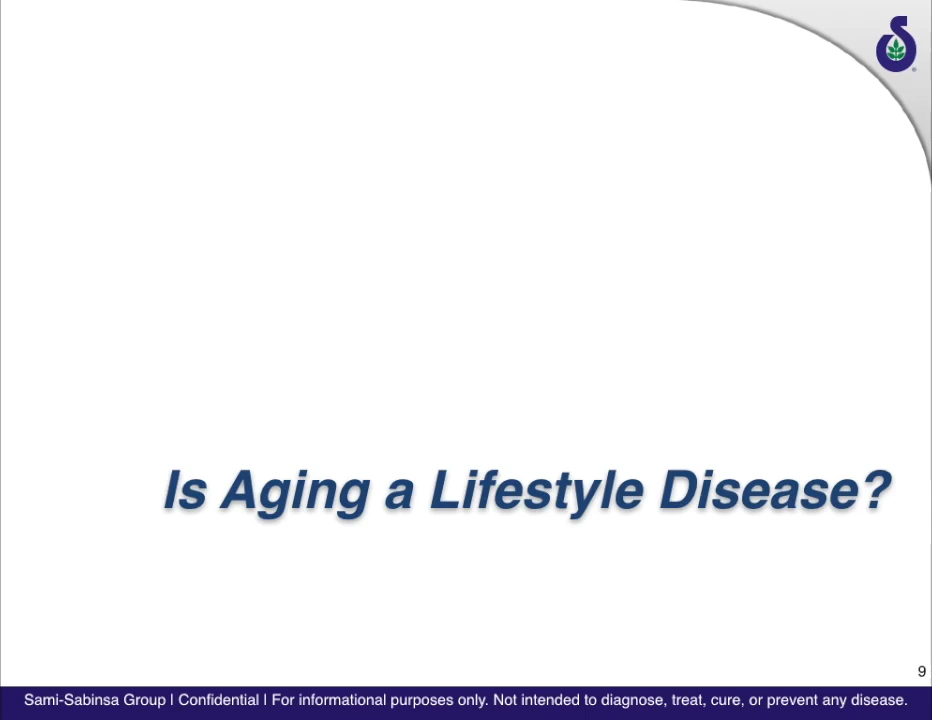 Is Aging a Lifestyle Disease?
9
Sami-Sabinsa Group | Confidential | For informational purposes only. Not intended to diagnose, treat, cure, or prevent any disease.